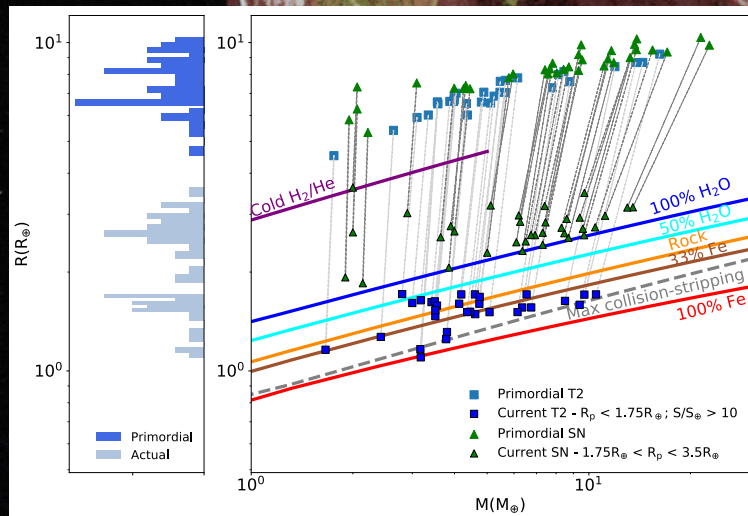 10¹
10⁰
R(R⊕)
Primordial
Actual
10¹
10⁰
Cold H₂/He
100% H₂O
50% H₂O
Rock
33% Fe
Max collision-stripping
100% Fe
Primordial T2
Current T2 - Rₚ < 1.75R⊕; S/S⊕ > 10
Primordial SN
Current SN - 1.75R⊕ < Rₚ < 3.5R⊕
10⁰
10¹
M(M⊕)